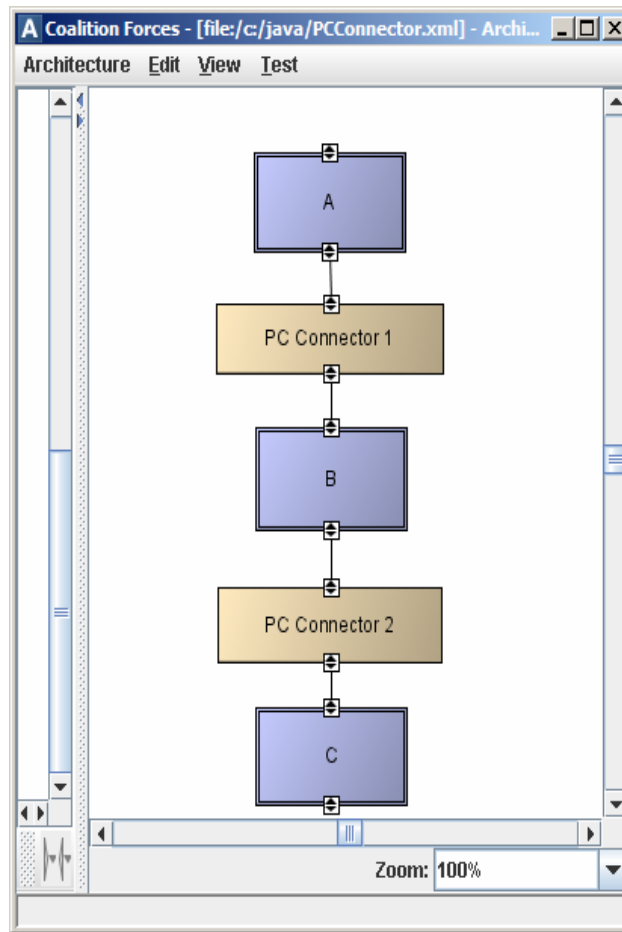 A Coalition Forces - [file:/c:/java/PCConnector.xml] - Archi...
Architecture Edit View Test
A
PC Connector 1
B
PC Connector 2
C
Zoom: 100%